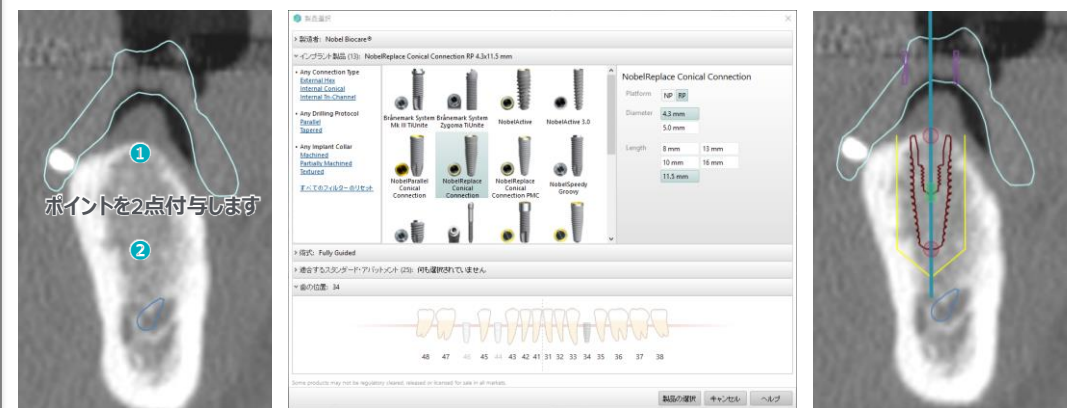 1
ポイントを2点付与します
2
製品選択
製造者: Nobel Biocare®
インプラント製品 (13): NobelReplace Conical Connection RP 4.3x11.5 mm
Any Connection Type
External Hex
Internal Conical
Internal Tri-Channel
Any Drilling Protocol
Parallel
Tapered
Any Implant Collar
Machined
Partially Machined
Textured
すべてのフィルターのリセット
Brånemark System Mk III TiUnite
Brånemark System Zygoma TiUnite
NobelActive
NobelActive 3.0
NobelParallel Conical Connection
NobelReplace Conical Connection
NobelReplace Conical Connection PMC
NobelSpeedy Groovy
NobelReplace Conical Connection
Platform NP RP
Diameter 4.3 mm
5.0 mm
Length 8 mm 13 mm
10 mm 16 mm
11.5 mm
術式: Fully Guided
適合するスタンダード・アバットメント (25): 何も選択されていません
歯の位置: 34
48 47 46 45 44 43 42 41 31 32 33 34 35 36 37 38
Some products may not be regulatory cleared, released or licensed for sale in all markets.
製品の選択 キャンセル ヘルプ